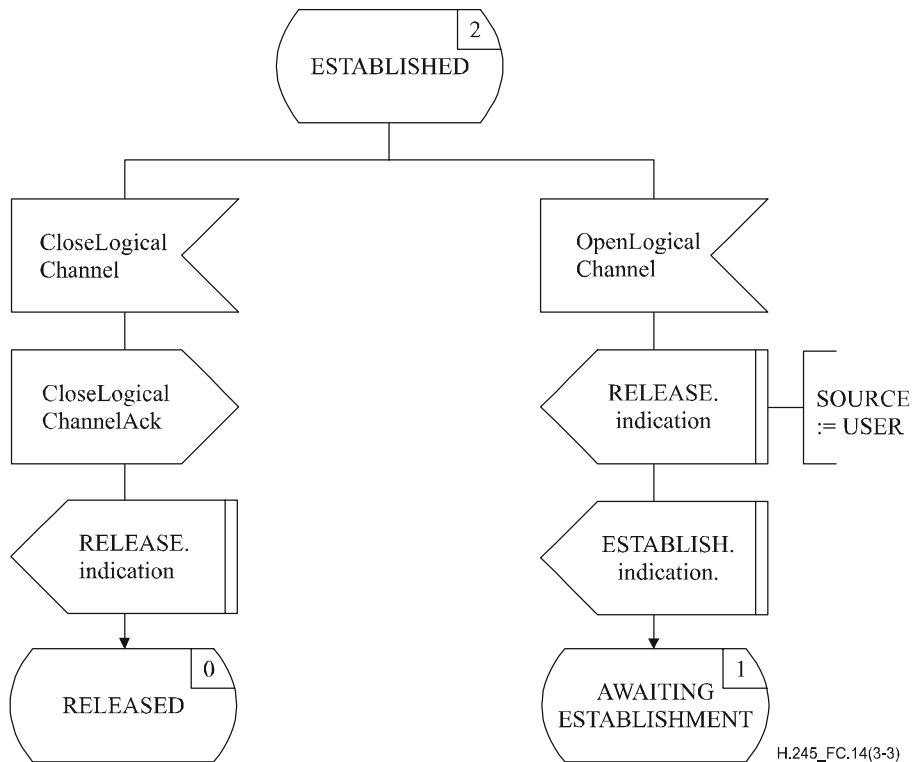 2
ESTABLISHED
CloseLogical
Channel
OpenLogical
Channel
CloseLogical
ChannelAck
RELEASE.
indication
SOURCE
:= USER
RELEASE.
indication
ESTABLISH.
indication.
0
RELEASED
1
AWAITING
ESTABLISHMENT
H.245_FC.14(3-3)